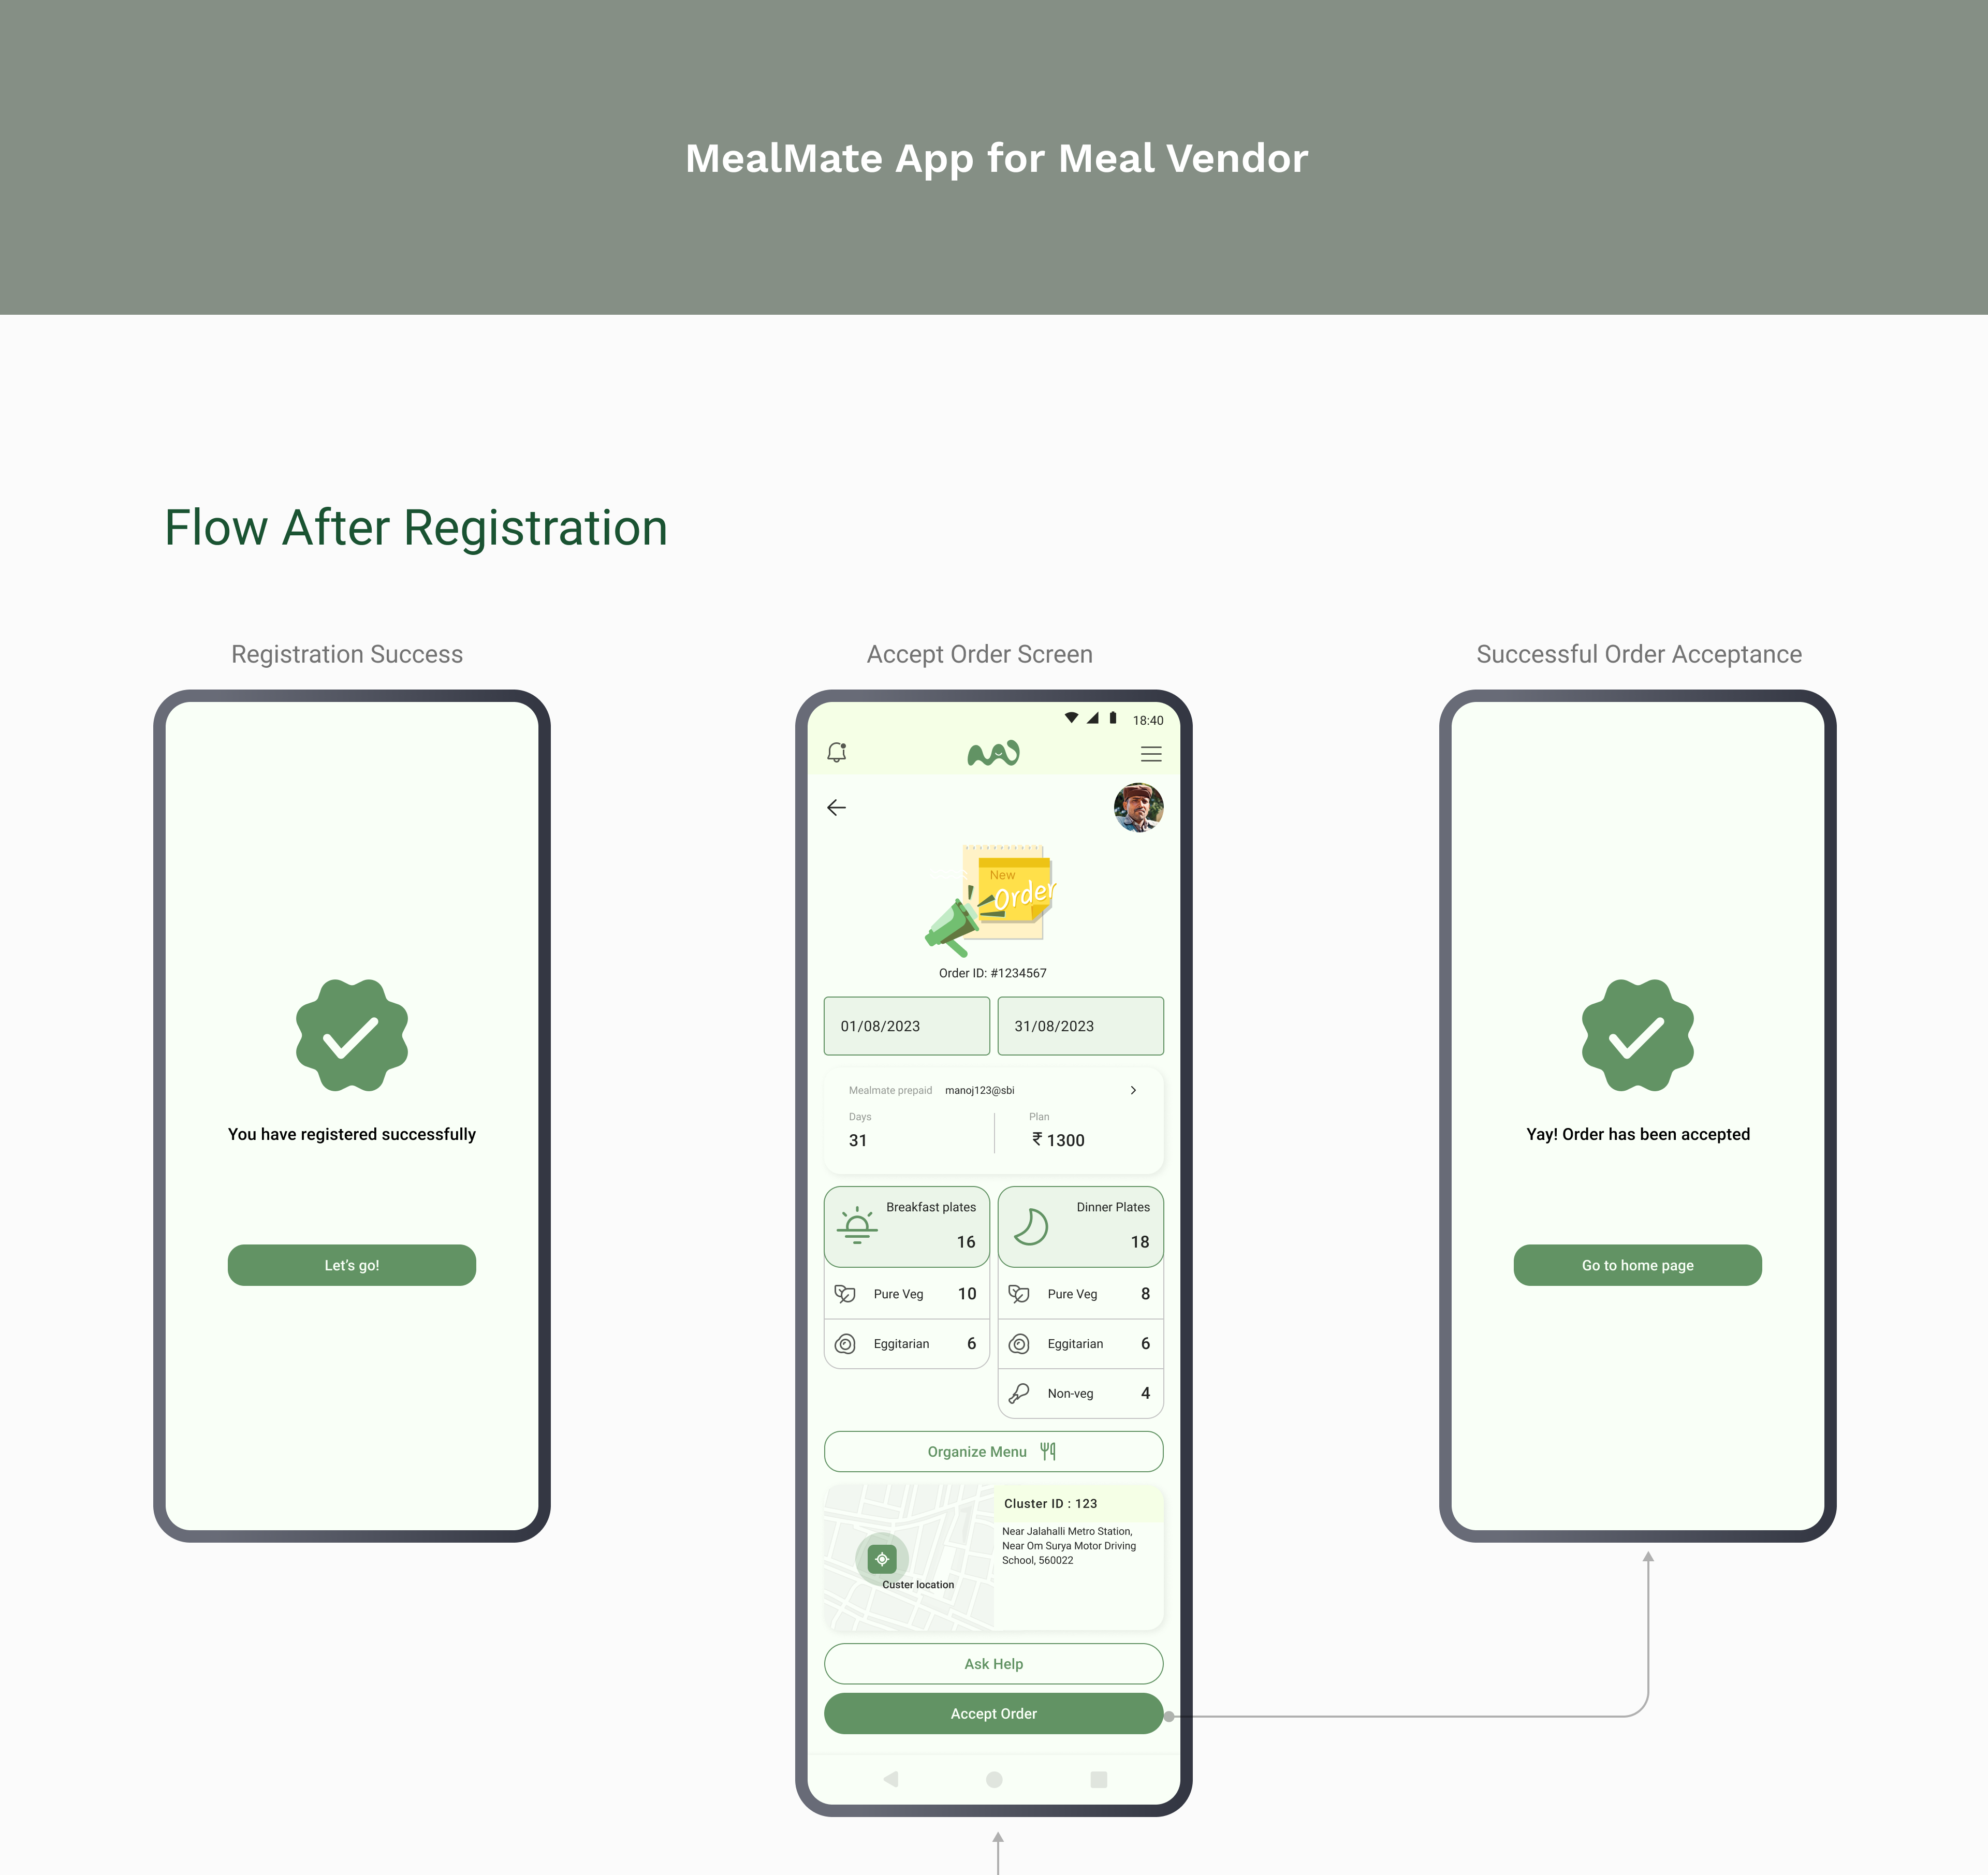 MealMate App for Meal Vendor
Flow After Registration
Registration Success
You have registered successfully
Let's go!
Accept Order Screen
18:40
New
Order
Order ID: #1234567
01/08/2023
31/08/2023
Mealmate prepaid manoj123@sbi
Days
31
Plan
₹ 1300
Breakfast plates
16
Pure Veg 10
Eggitarian 6
Dinner Plates
18
Pure Veg 8
Eggitarian 6
Non-veg 4
Organize Menu
Custer location
Cluster ID : 123
Near Jalahalli Metro Station,
Near Om Surya Motor Driving
School, 560022
Ask Help
Accept Order
Successful Order Acceptance
Yay! Order has been accepted
Go to home page